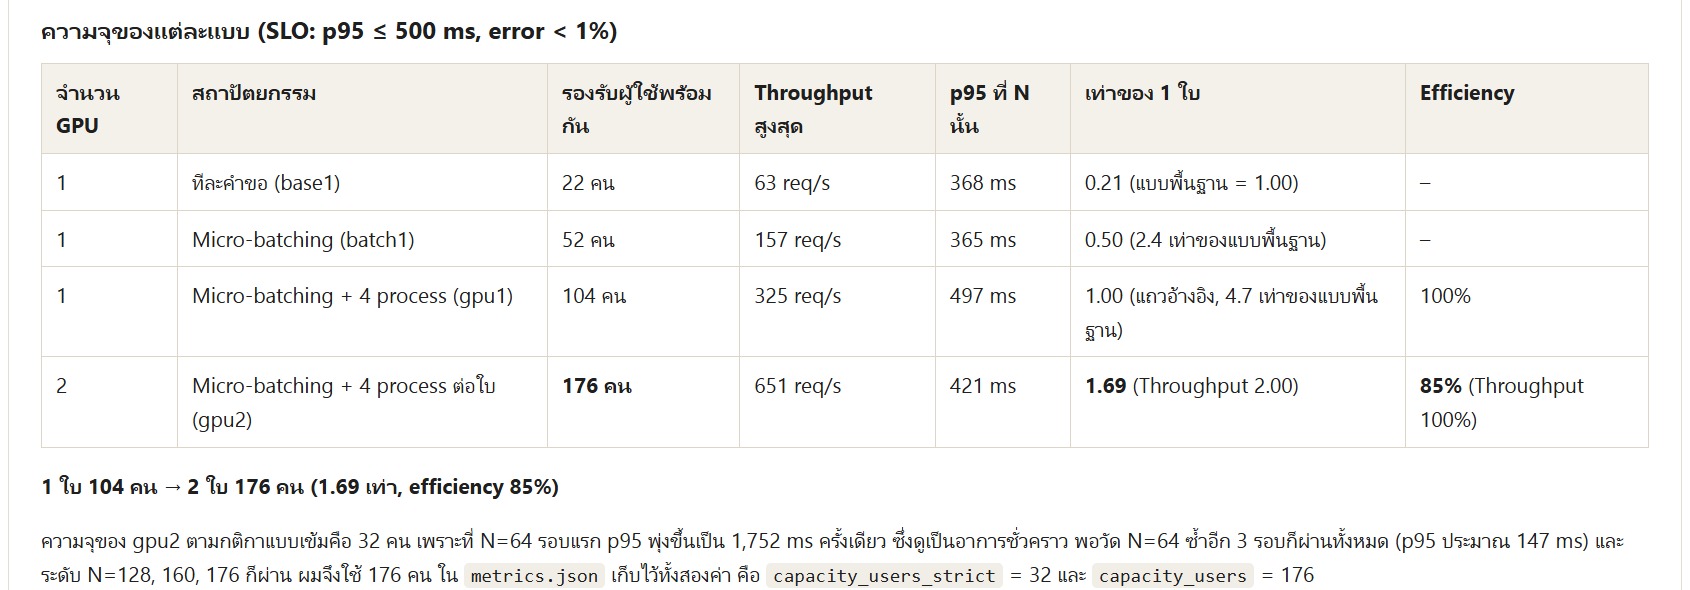 ความจุของแต่ละแบบ (SLO: p95 ≤ 500 ms, error < 1%)
จำนวน GPU	สถาปัตยกรรม	รองรับผู้ใช้พร้อมกัน	Throughput สูงสุด	p95 ที่ N นั้น	เท่าของ 1 ใบ	Efficiency
1	ทีละคำขอ (base1)	22 คน	63 req/s	368 ms	0.21 (แบบพื้นฐาน = 1.00)	–
1	Micro-batching (batch1)	52 คน	157 req/s	365 ms	0.50 (2.4 เท่าของแบบพื้นฐาน)	–
1	Micro-batching + 4 process (gpu1)	104 คน	325 req/s	497 ms	1.00 (แถวอ้างอิง, 4.7 เท่าของแบบพื้นฐาน)	100%
2	Micro-batching + 4 process ต่อใบ (gpu2)	176 คน	651 req/s	421 ms	1.69 (Throughput 2.00)	85% (Throughput 100%)
1 ใบ 104 คน → 2 ใบ 176 คน (1.69 เท่า, efficiency 85%)
ความจุของ gpu2 ตามกติกาแบบเข้มคือ 32 คน เพราะที่ N=64 รอบแรก p95 พุ่งขึ้นเป็น 1,752 ms ครั้งเดียว ซึ่งดูเป็นอาการชั่วคราว พอวัด N=64 ซ้ำอีก 3 รอบก็ผ่านทั้งหมด (p95 ประมาณ 147 ms) และ
ระดับ N=128, 160, 176 ก็ผ่าน ผมจึงใช้ 176 คน ใน metrics.json เก็บไว้ทั้งสองค่า คือ capacity_users_strict = 32 และ capacity_users = 176